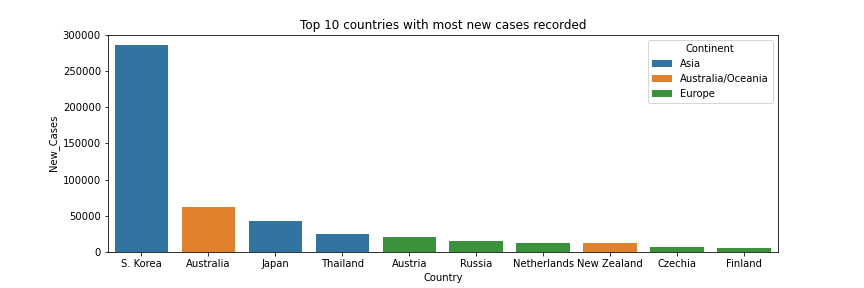 Top 10 countries with most new cases recorded
300000
250000
200000
150000
100000
50000
0
New_Cases
Continent
Asia
Australia/Oceania
Europe
S. Korea Australia Japan Thailand Austria Russia Netherlands New Zealand Czechia Finland
Country